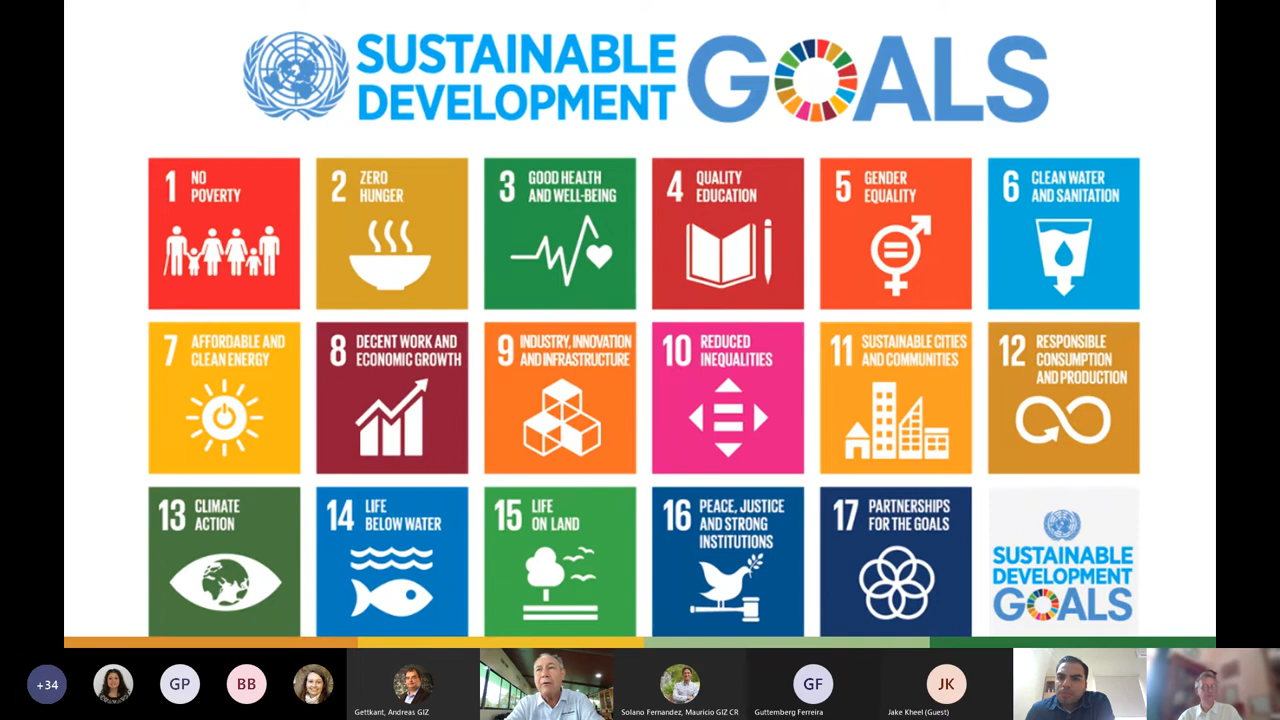 SUSTAINABLE
DEVELOPMENT
GOALS
1 NO
POVERTY
2 ZERO
HUNGER
3 GOOD HEALTH
AND WELL-BEING
4 QUALITY
EDUCATION
5 GENDER
EQUALITY
6 CLEAN WATER
AND SANITATION
7 AFFORDABLE AND
CLEAN ENERGY
8 DECENT WORK AND
ECONOMIC GROWTH
9 INDUSTRY, INNOVATION
AND INFRASTRUCTURE
10 REDUCED
INEQUALITIES
11 SUSTAINABLE CITIES
AND COMMUNITIES
12 RESPONSIBLE
CONSUMPTION
AND PRODUCTION
13 CLIMATE
ACTION
14 LIFE
BELOW WATER
15 LIFE
ON LAND
16 PEACE, JUSTICE
AND STRONG
INSTITUTIONS
17 PARTNERSHIPS
FOR THE GOALS
SUSTAINABLE
DEVELOPMENT
GOALS
+34
GP
BB
Gettkant, Andreas GIZ
Solano Fernandez, Mauricio GIZ CR
GF
Guttemberg Ferreira
JK
Jake Kheel (Guest)